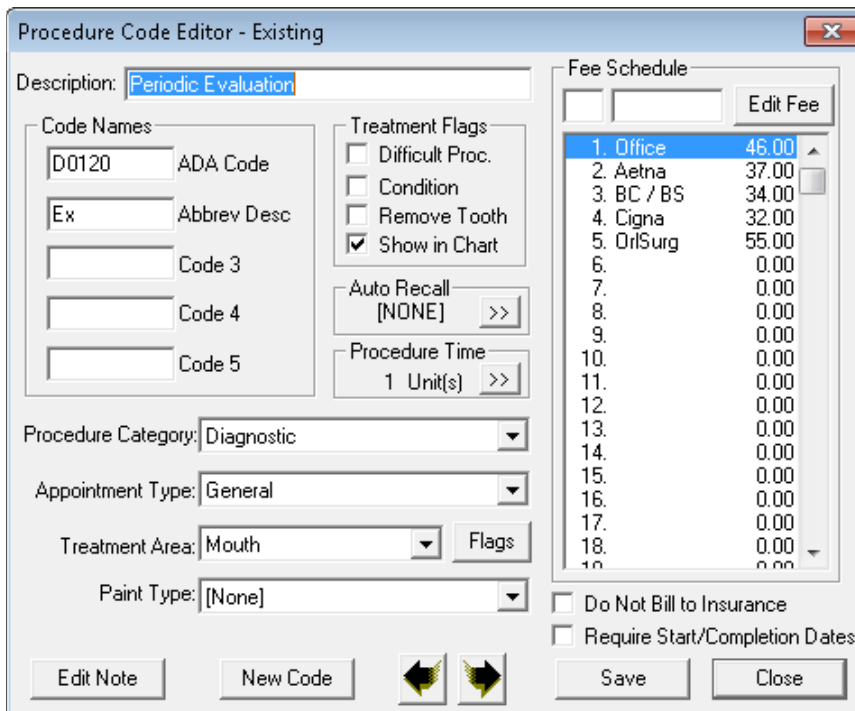 Procedure Code Editor - Existing
Description: Periodic Evaluation
Code Names
D0120 ADA Code
Ex Abbrev Desc
Code 3
Code 4
Code 5
Treatment Flags
Difficult Proc.
Condition
Remove Tooth
Show in Chart
Auto Recall
[NONE] >>
Procedure Time
1 Unit(s) >>
Procedure Category: Diagnostic
Appointment Type: General
Treatment Area: Mouth Flags
Paint Type: [None]
Edit Note New Code
Fee Schedule
Edit Fee
1. Office 46.00
2. Aetna 37.00
3. BC / BS 34.00
4. Cigna 32.00
5. OrlSurg 55.00
6. 0.00
7. 0.00
8. 0.00
9. 0.00
10. 0.00
11. 0.00
12. 0.00
13. 0.00
14. 0.00
15. 0.00
16. 0.00
17. 0.00
18. 0.00
Do Not Bill to Insurance
Require Start/Completion Dates
Save Close